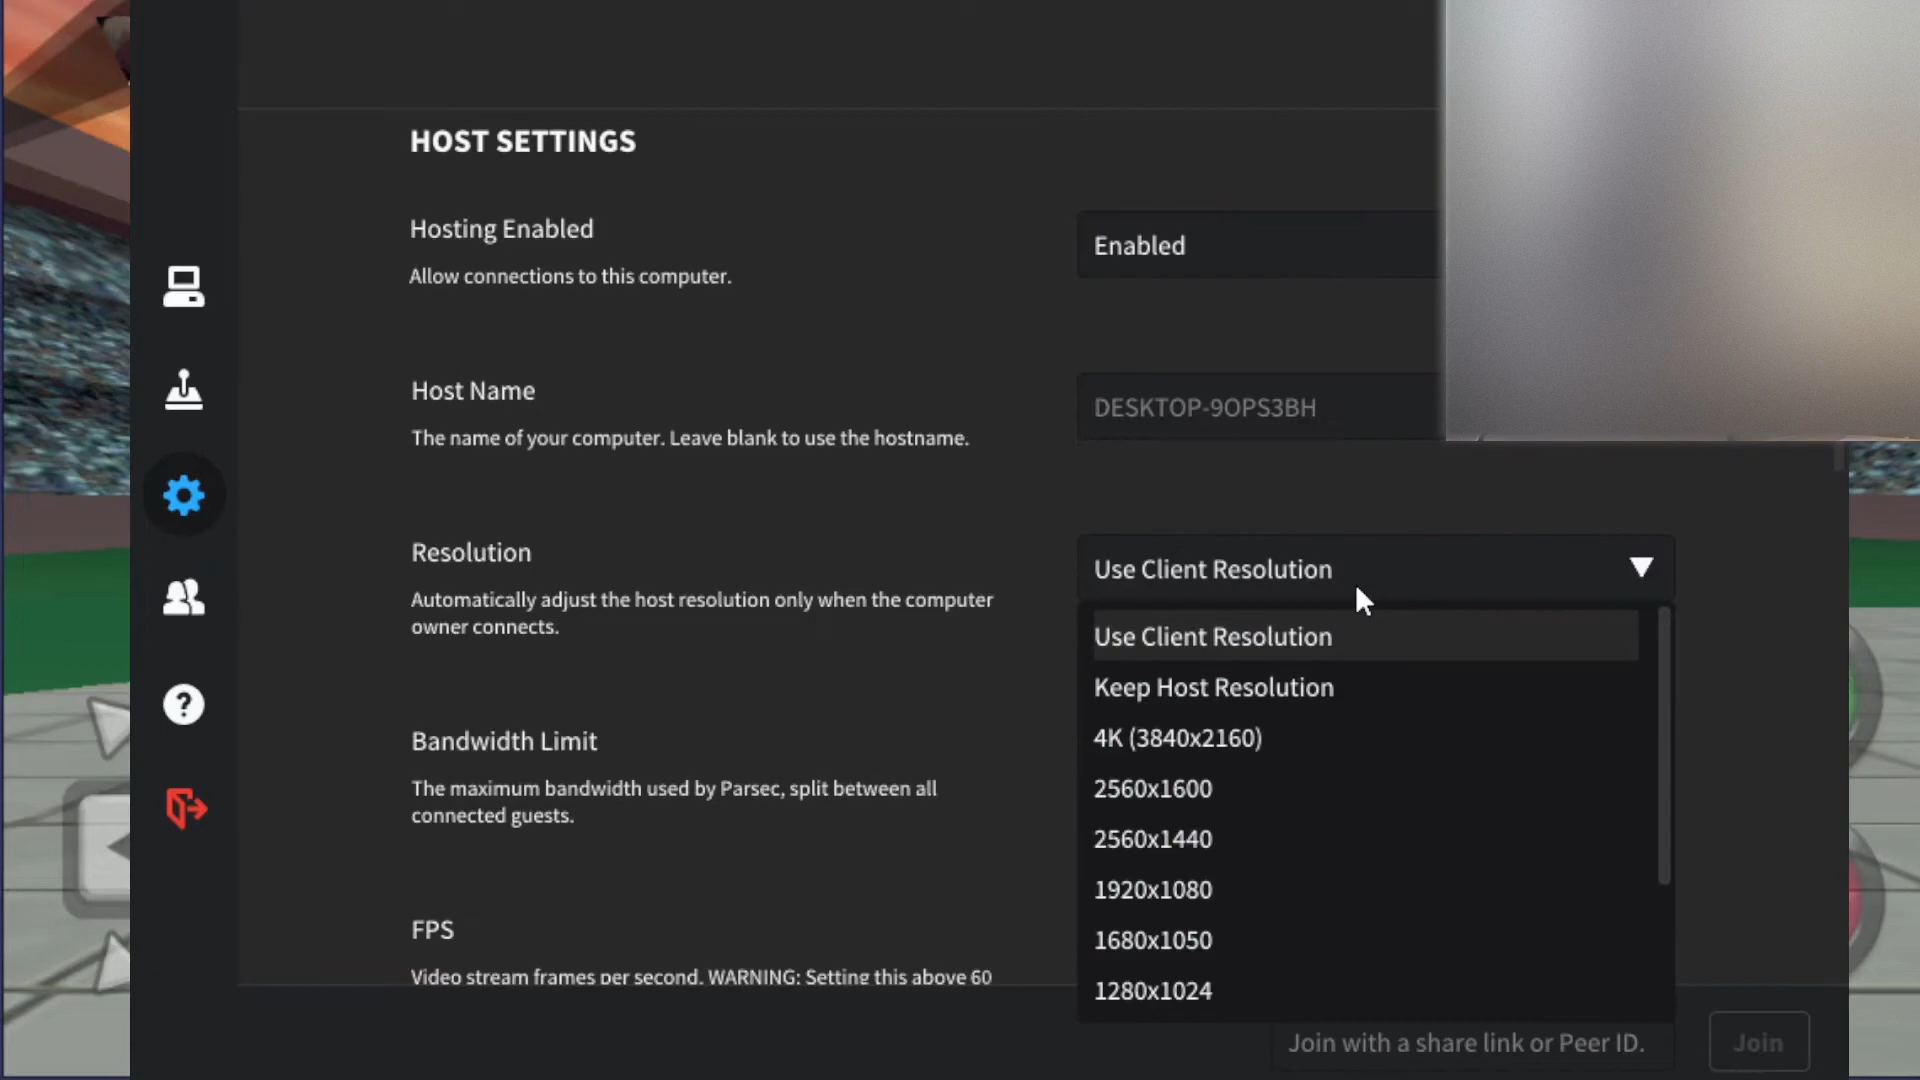 HOST SETTINGS
Hosting Enabled
Allow connections to this computer.
Enabled
Host Name
The name of your computer. Leave blank to use the hostname.
DESKTOP-9OPS3BH
Resolution
Automatically adjust the host resolution only when the computer
owner connects.
Use Client Resolution
Use Client Resolution
Keep Host Resolution
4K (3840x2160)
2560x1600
2560x1440
1920x1080
1680x1050
1280x1024
Bandwidth Limit
The maximum bandwidth used by Parsec, split between all
connected guests.
FPS
Video stream frames per second. WARNING: Setting this above 60
Join with a share link or Peer ID.
Join